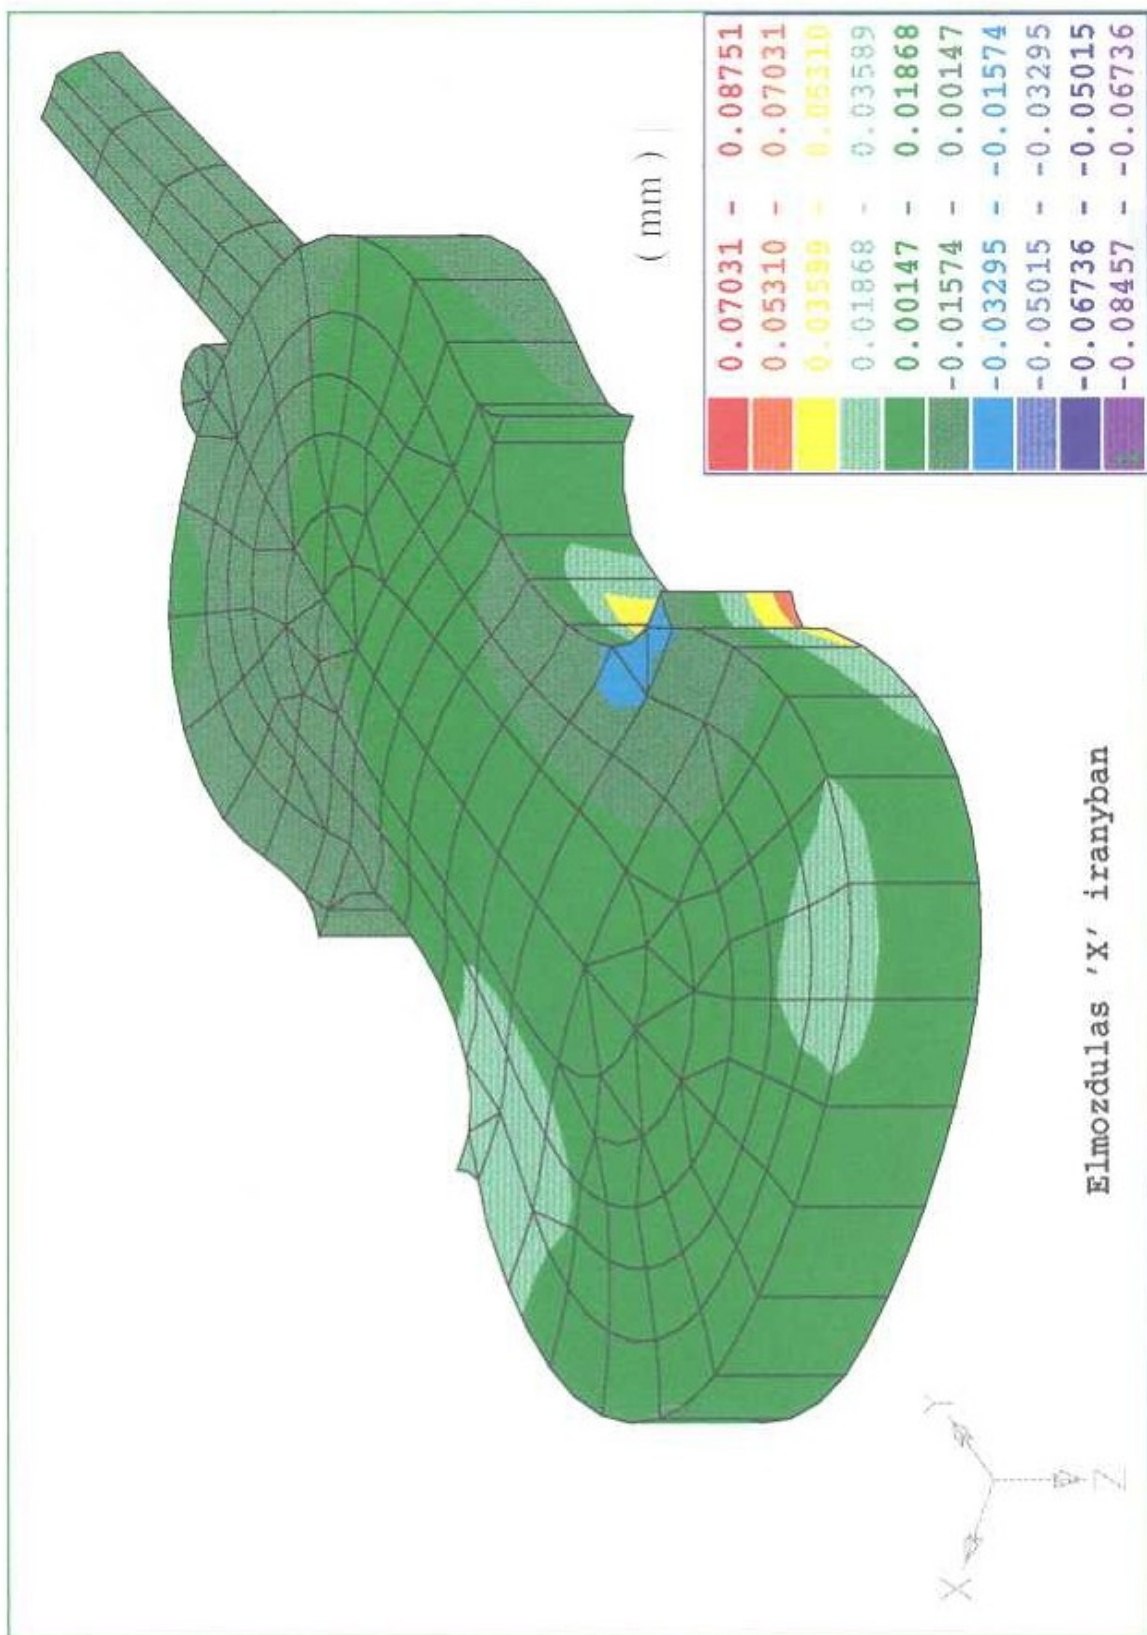 ( mm )
0.07031 - 0.08751
0.05310 - 0.07031
0.03589 - 0.05310
0.01868 - 0.03589
0.00147 - 0.01868
-0.01574 - 0.00147
-0.03295 - -0.01574
-0.05015 - -0.03295
-0.06736 - -0.05015
-0.08457 - -0.06736
Elmozdulas 'X' iranyban
X
Y
Z